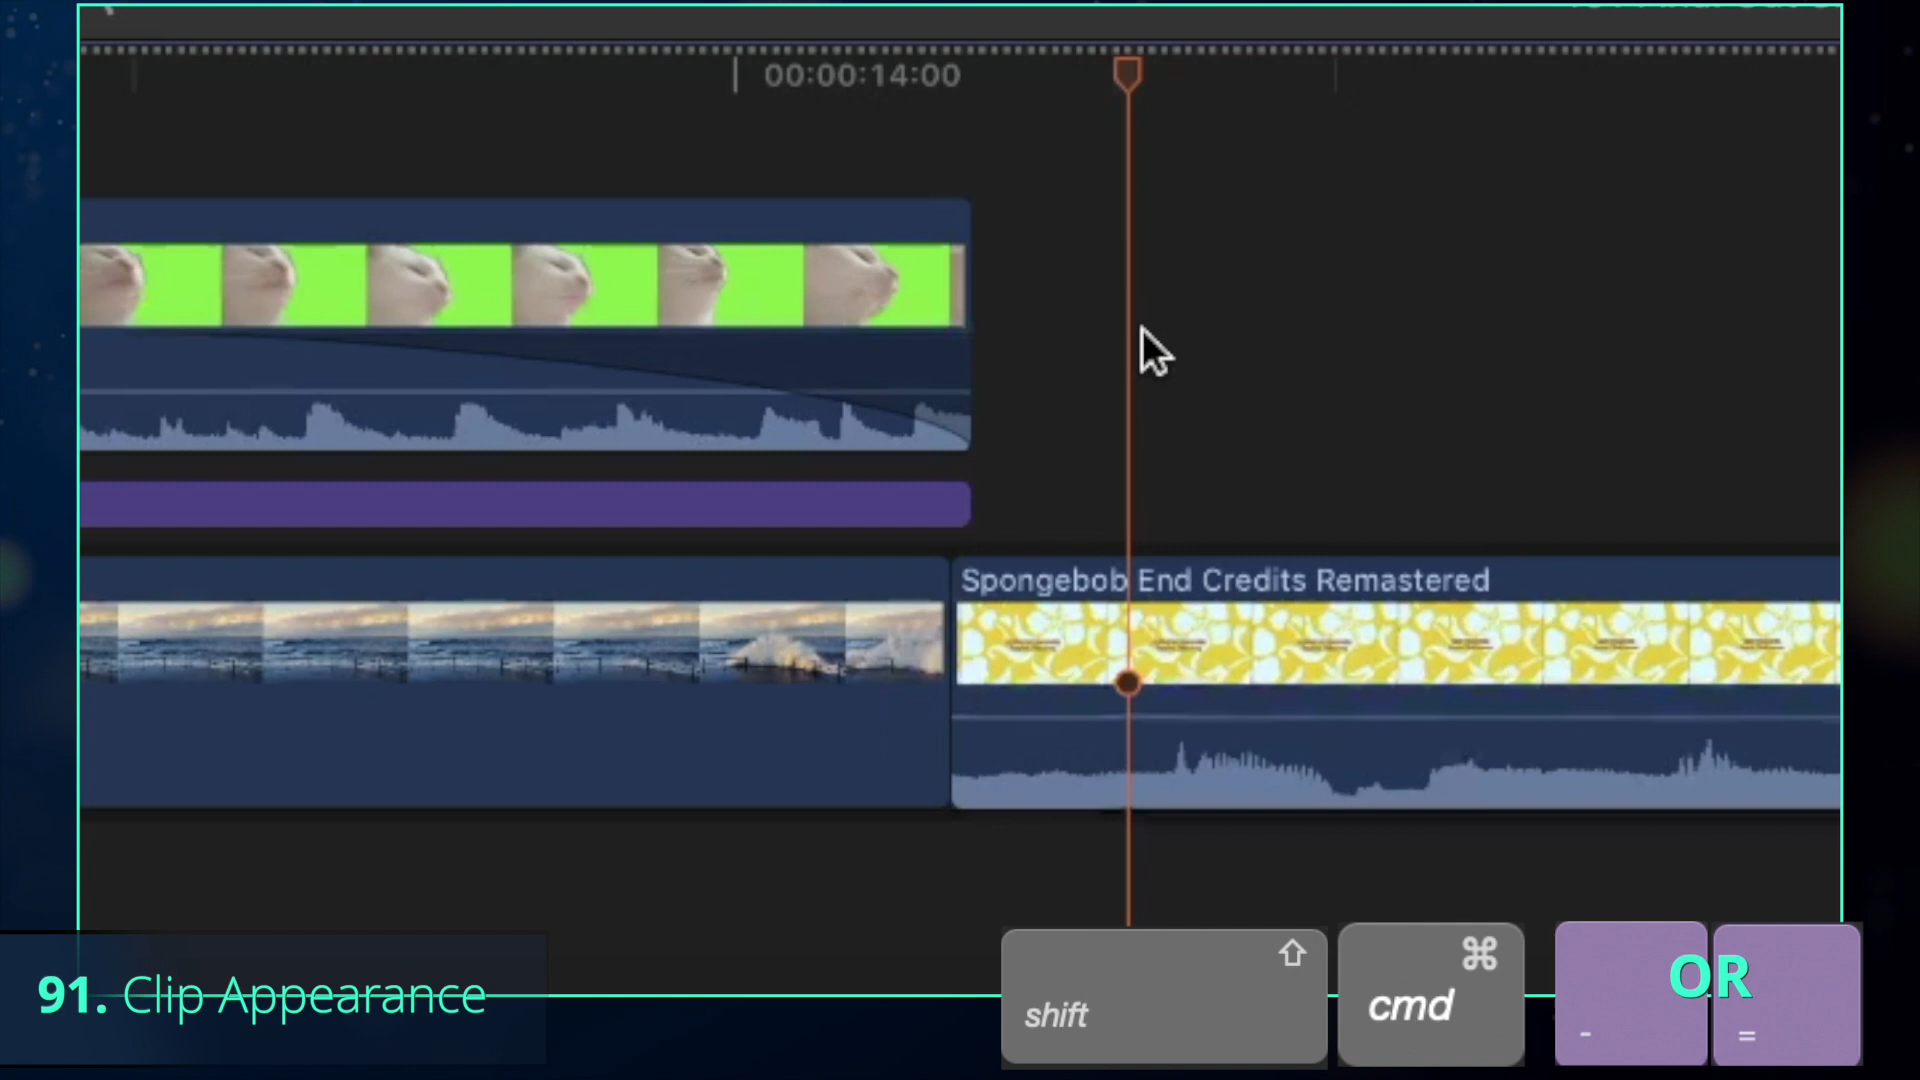 00:00:14:00
Spongebob End Credits Remastered
91. Clip Appearance
⇧
shift
⌘
cmd
OR
-
=